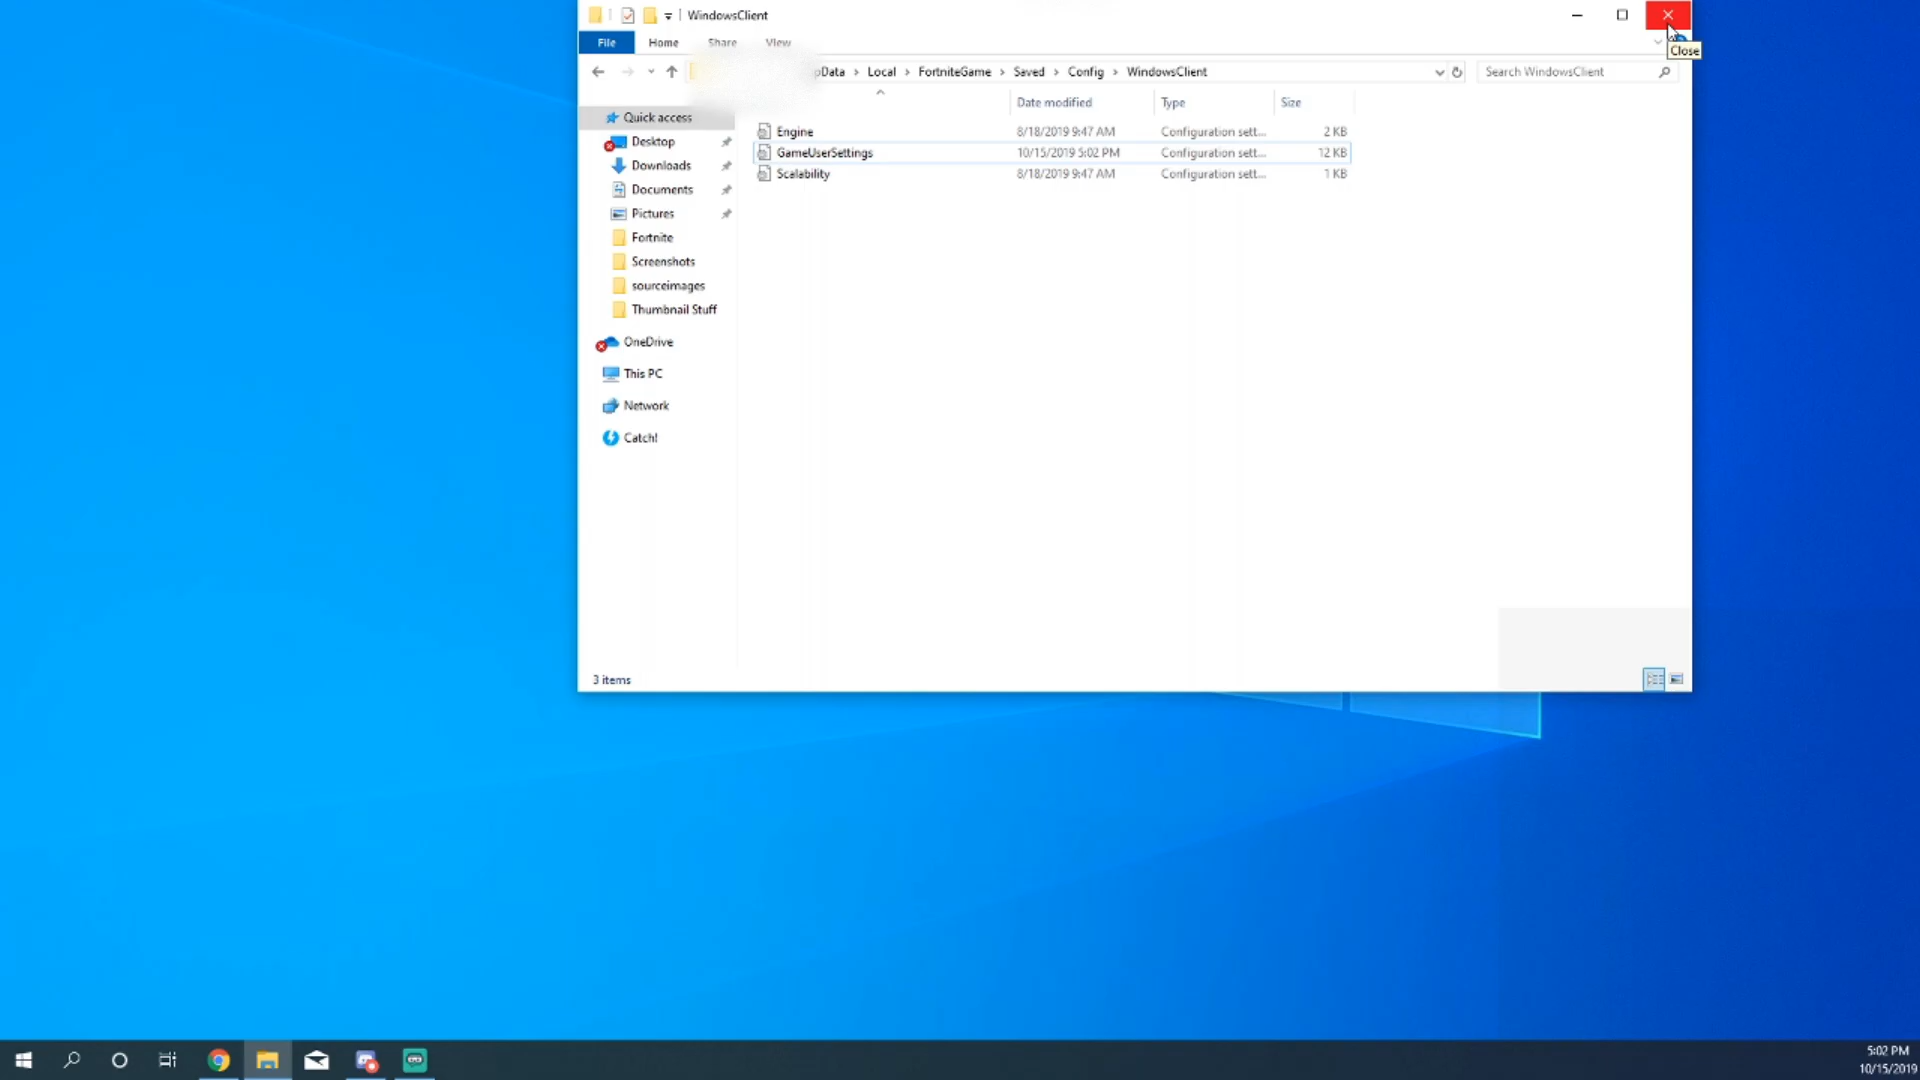 WindowsClient
File Home Share View
Close
pData > Local > FortniteGame > Saved > Config > WindowsClient
Search WindowsClient
Date modified Type Size
Quick access
Desktop
Downloads
Documents
Pictures
Fortnite
Screenshots
sourceimages
Thumbnail Stuff
OneDrive
This PC
Network
Catch!
Engine 8/18/2019 9:47 AM Configuration sett... 2 KB
GameUserSettings 10/15/2019 5:02 PM Configuration sett... 12 KB
Scalability 8/18/2019 9:47 AM Configuration sett... 1 KB
3 items
5:02 PM
10/15/2019